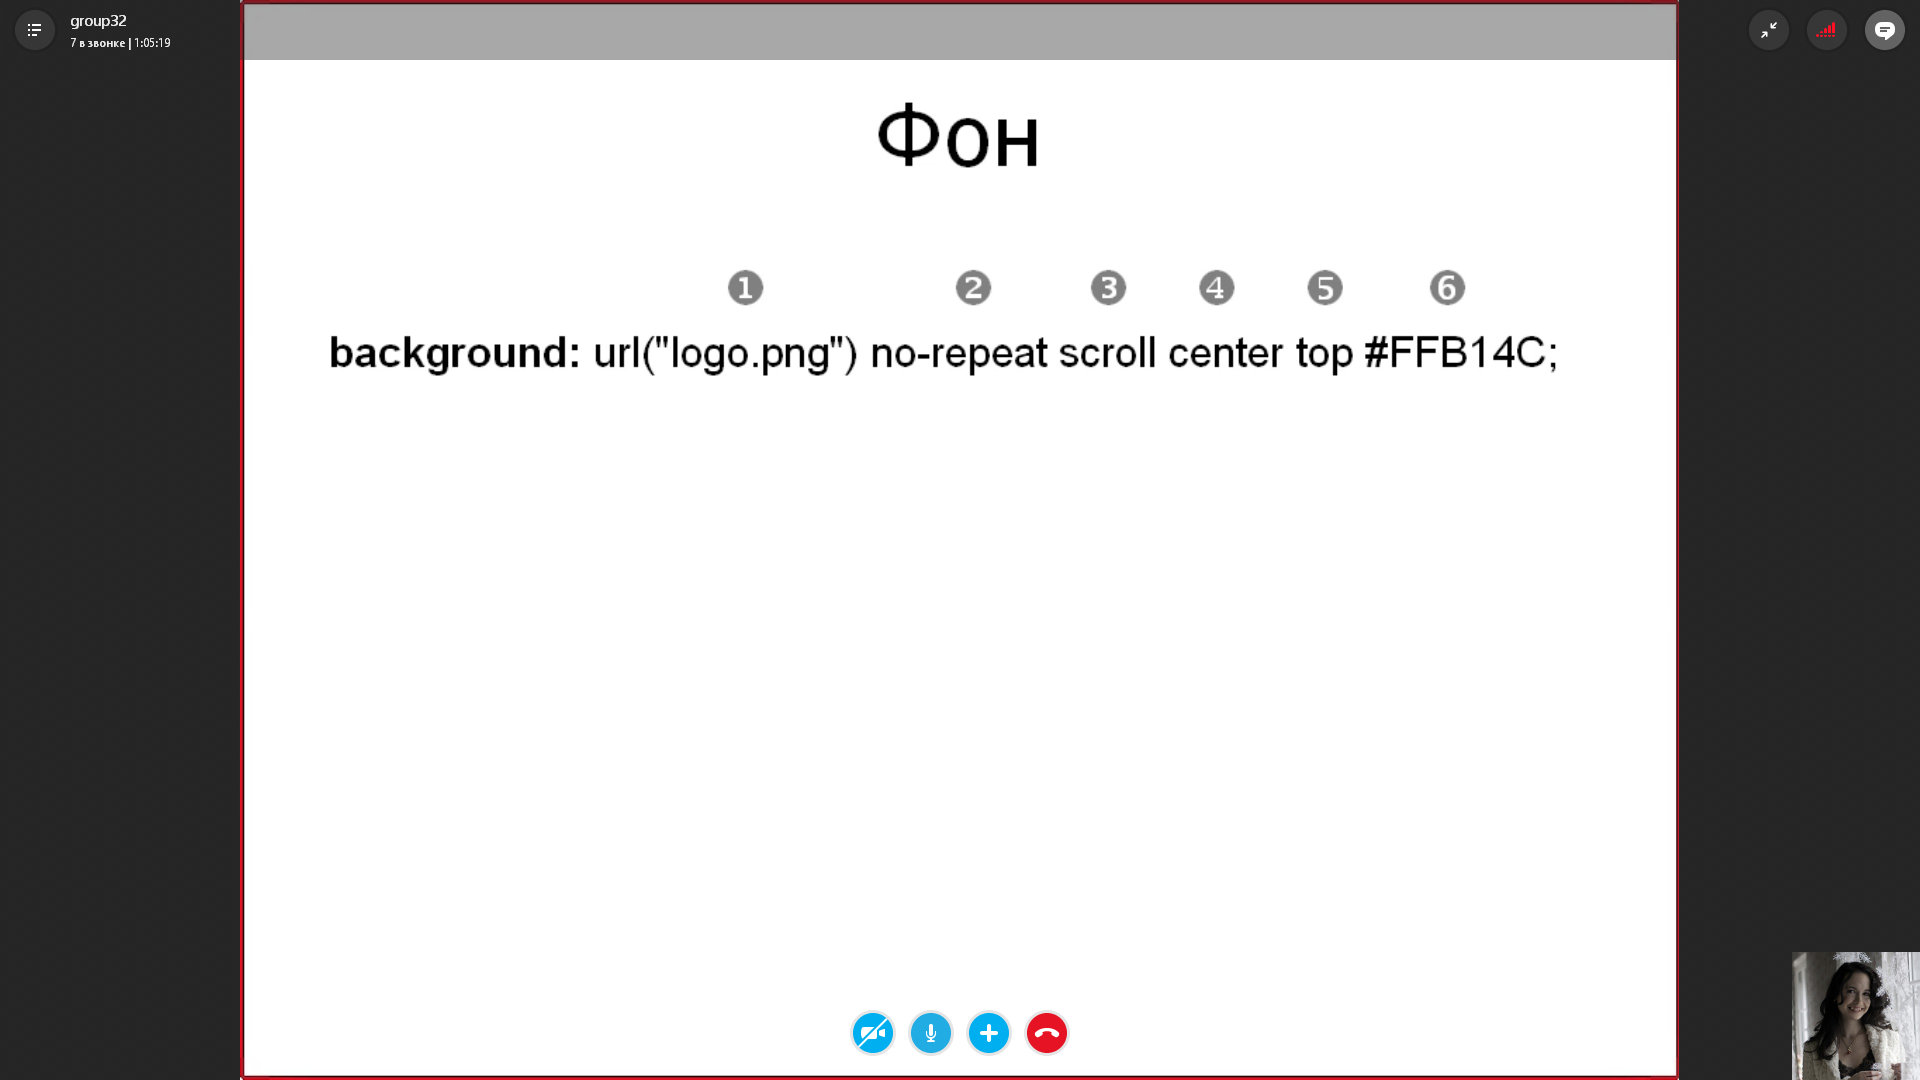 group32
7 в звонке | 1:05:19
Фон
1 2 3 4 5 6
background: url("logo.png") no-repeat scroll center top #FFB14C;